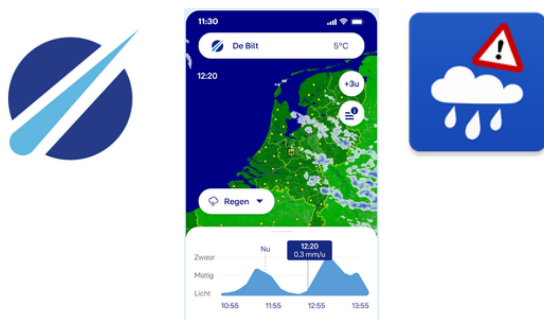 11:30
De Bilt 5°C
12:20
+3u
Regen
Nu
12:20
0,3 mm/u
Zwaar
Matig
Licht
10:55 11:55 12:55 13:55